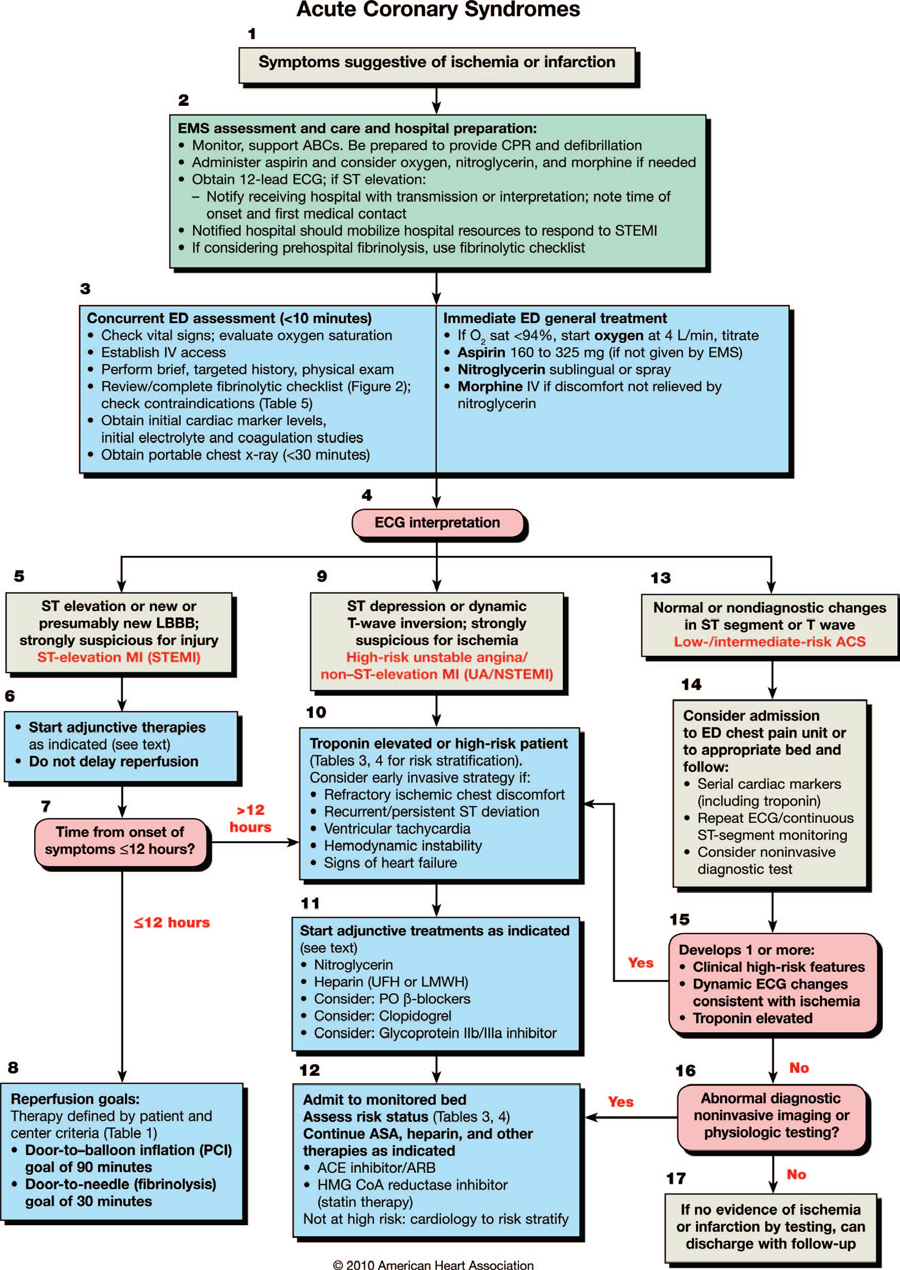 Acute Coronary Syndromes
1
Symptoms suggestive of ischemia or infarction
2
EMS assessment and care and hospital preparation:
• Monitor, support ABCs. Be prepared to provide CPR and defibrillation
• Administer aspirin and consider oxygen, nitroglycerin, and morphine if needed
• Obtain 12-lead ECG; if ST elevation:
– Notify receiving hospital with transmission or interpretation; note time of
onset and first medical contact
• Notified hospital should mobilize hospital resources to respond to STEMI
• If considering prehospital fibrinolysis, use fibrinolytic checklist
3
Concurrent ED assessment (<10 minutes)
• Check vital signs; evaluate oxygen saturation
• Establish IV access
• Perform brief, targeted history, physical exam
• Review/complete fibrinolytic checklist (Figure 2);
check contraindications (Table 5)
• Obtain initial cardiac marker levels,
initial electrolyte and coagulation studies
• Obtain portable chest x-ray (<30 minutes)
Immediate ED general treatment
• If O₂ sat <94%, start oxygen at 4 L/min, titrate
• Aspirin 160 to 325 mg (if not given by EMS)
• Nitroglycerin sublingual or spray
• Morphine IV if discomfort not relieved by
nitroglycerin
4
ECG interpretation
5
ST elevation or new or
presumably new LBBB;
strongly suspicious for injury
ST-elevation MI (STEMI)
6
• Start adjunctive therapies
as indicated (see text)
• Do not delay reperfusion
7
Time from onset of
symptoms ≤12 hours?
>12
hours
≤12 hours
8
Reperfusion goals:
Therapy defined by patient and
center criteria (Table 1)
• Door-to–balloon inflation (PCI)
goal of 90 minutes
• Door-to-needle (fibrinolysis)
goal of 30 minutes
9
ST depression or dynamic
T-wave inversion; strongly
suspicious for ischemia
High-risk unstable angina/
non–ST-elevation MI (UA/NSTEMI)
10
Troponin elevated or high-risk patient
(Tables 3, 4 for risk stratification).
Consider early invasive strategy if:
• Refractory ischemic chest discomfort
• Recurrent/persistent ST deviation
• Ventricular tachycardia
• Hemodynamic instability
• Signs of heart failure
11
Start adjunctive treatments as indicated
(see text)
• Nitroglycerin
• Heparin (UFH or LMWH)
• Consider: PO β-blockers
• Consider: Clopidogrel
• Consider: Glycoprotein IIb/IIIa inhibitor
12
Admit to monitored bed
Assess risk status (Tables 3, 4)
Continue ASA, heparin, and other
therapies as indicated
• ACE inhibitor/ARB
• HMG CoA reductase inhibitor
(statin therapy)
Not at high risk: cardiology to risk stratify
13
Normal or nondiagnostic changes
in ST segment or T wave
Low-/intermediate-risk ACS
14
Consider admission
to ED chest pain unit or
to appropriate bed and
follow:
• Serial cardiac markers
(including troponin)
• Repeat ECG/continuous
ST-segment monitoring
• Consider noninvasive
diagnostic test
15
Develops 1 or more:
• Clinical high-risk features
• Dynamic ECG changes
consistent with ischemia
• Troponin elevated
Yes
No
16
Abnormal diagnostic
noninvasive imaging or
physiologic testing?
Yes
No
17
If no evidence of ischemia
or infarction by testing, can
discharge with follow-up
© 2010 American Heart Association